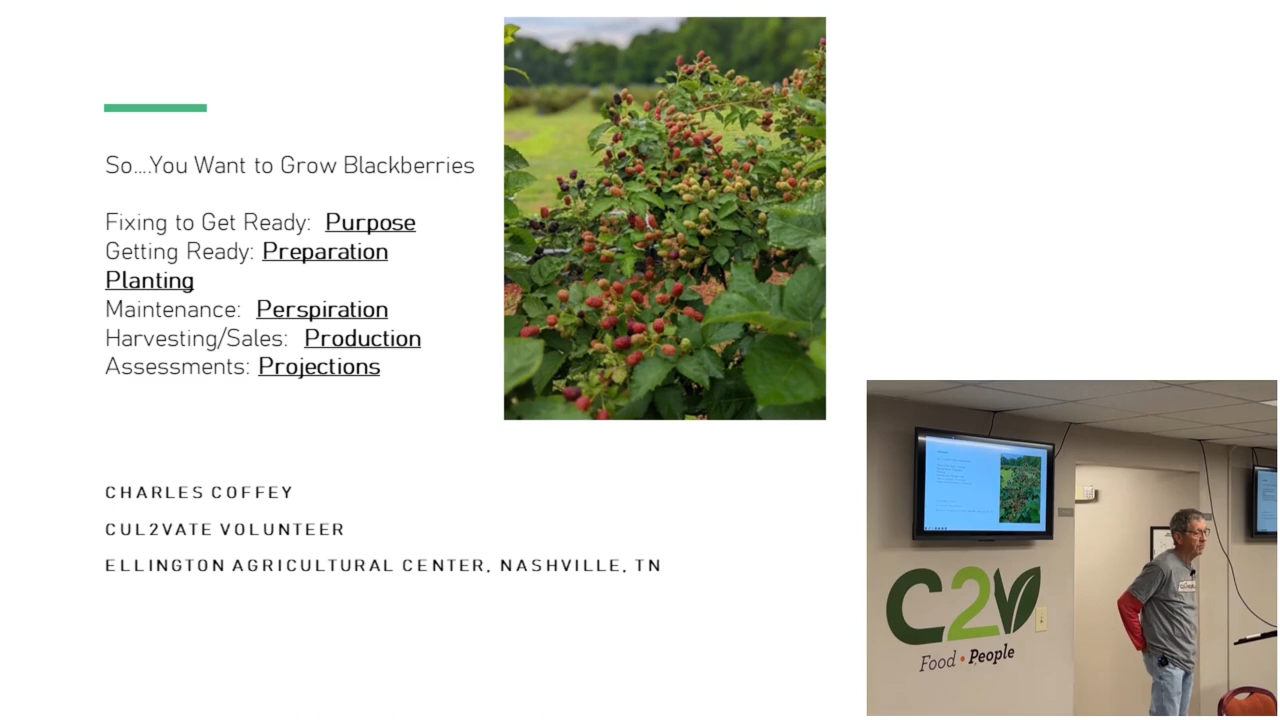 So....You Want to Grow Blackberries
Fixing to Get Ready: Purpose
Getting Ready: Preparation
Planting
Maintenance: Perspiration
Harvesting/Sales: Production
Assessments: Projections
CHARLES COFFEY
CUL2VATE VOLUNTEER
ELLINGTON AGRICULTURAL CENTER, NASHVILLE, TN
C2V
Food • People